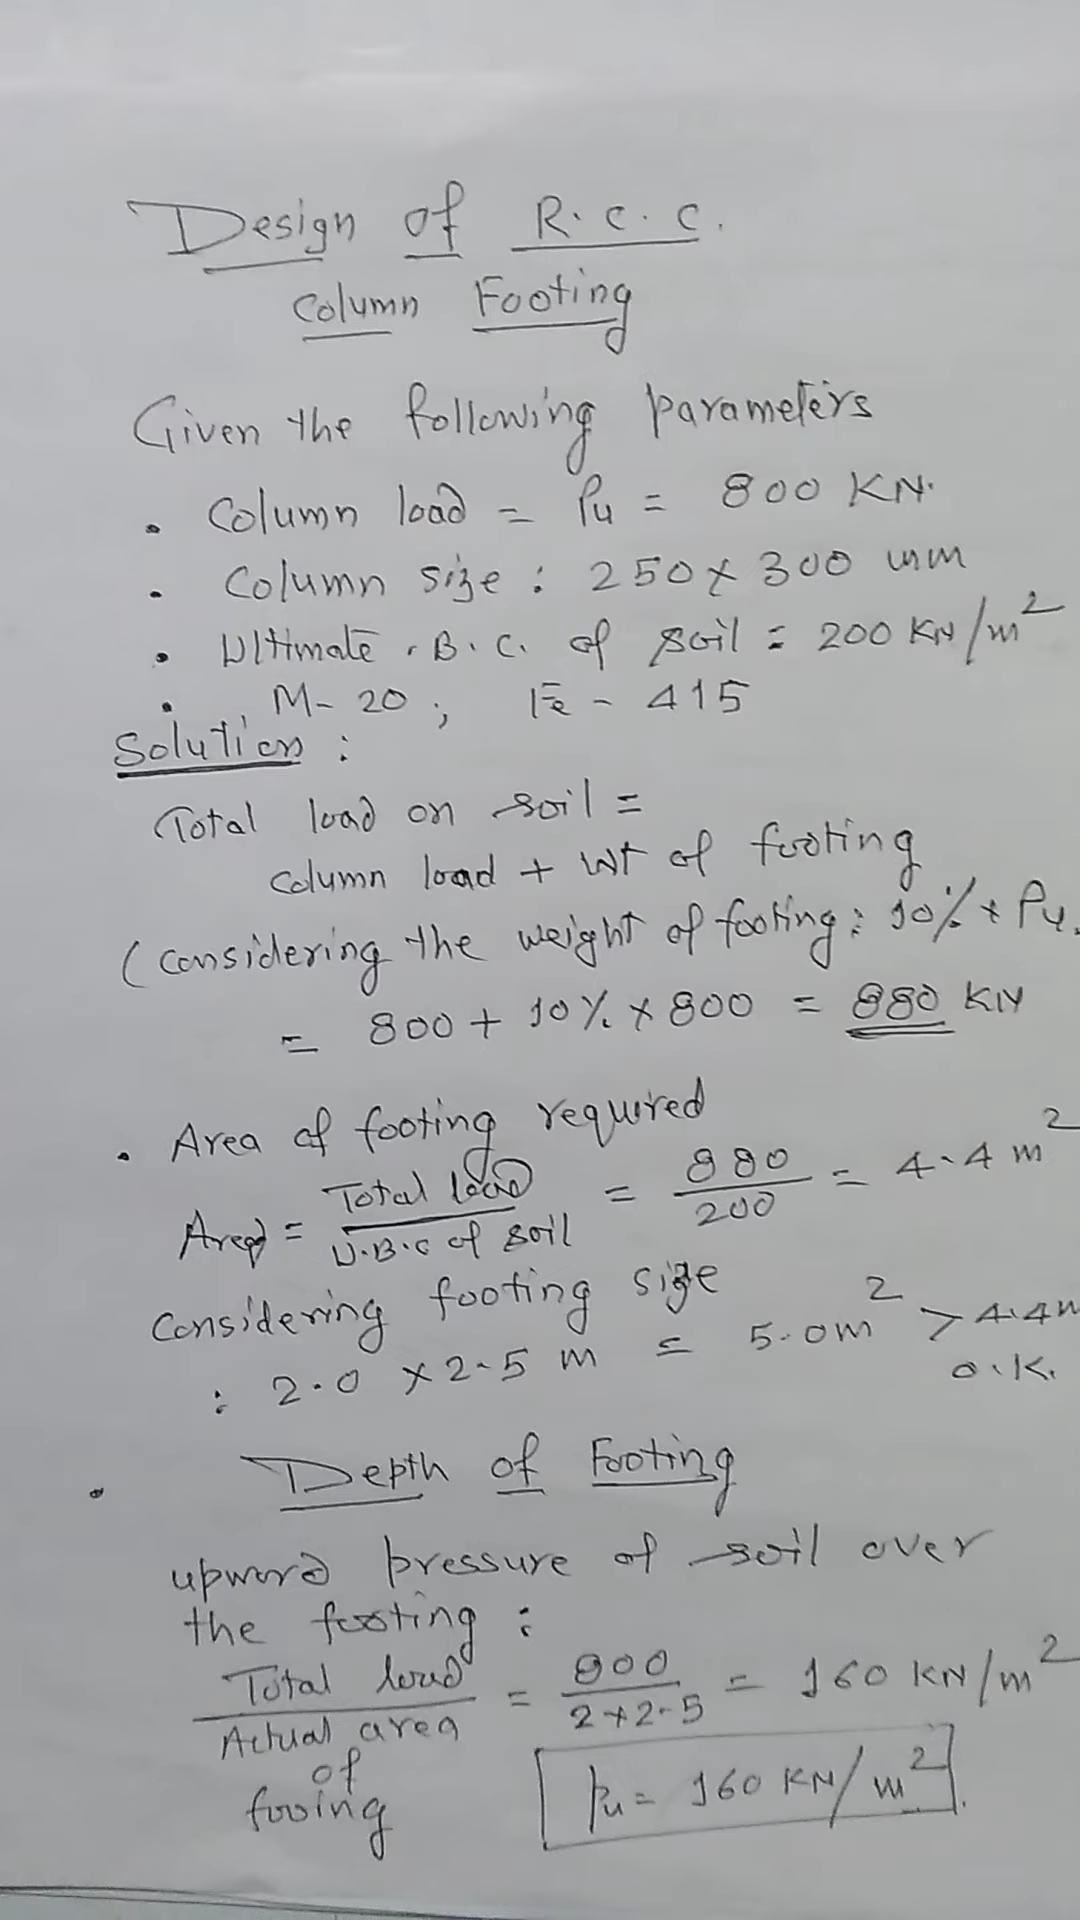 Design of R.C.C.
Column Footing
Given the following parameters
• Column load = Pu = 800 KN.
• Column size : 250 x 300 mm
• Ultimate . B.C. of soil = 200 KN/m²
• M-20 ; Fe - 415
Solution :
Total load on soil =
Column load + Wt of footing
(Considering the weight of footing : 10% x Pu.
= 800 + 10% x 800 = 880 KN
• Area of footing required
Areqd = Total load / U.B.C of soil = 880 / 200 = 4.4 m²
Considering footing size
: 2.0 x 2.5 m = 5.0m² > 4.4m
O.K.
• Depth of Footing
upward pressure of soil over
the footing :
Total load / Actual area of fooing = 800 / 2x2.5 = 160 KN/m²
Pu = 160 KN/m².